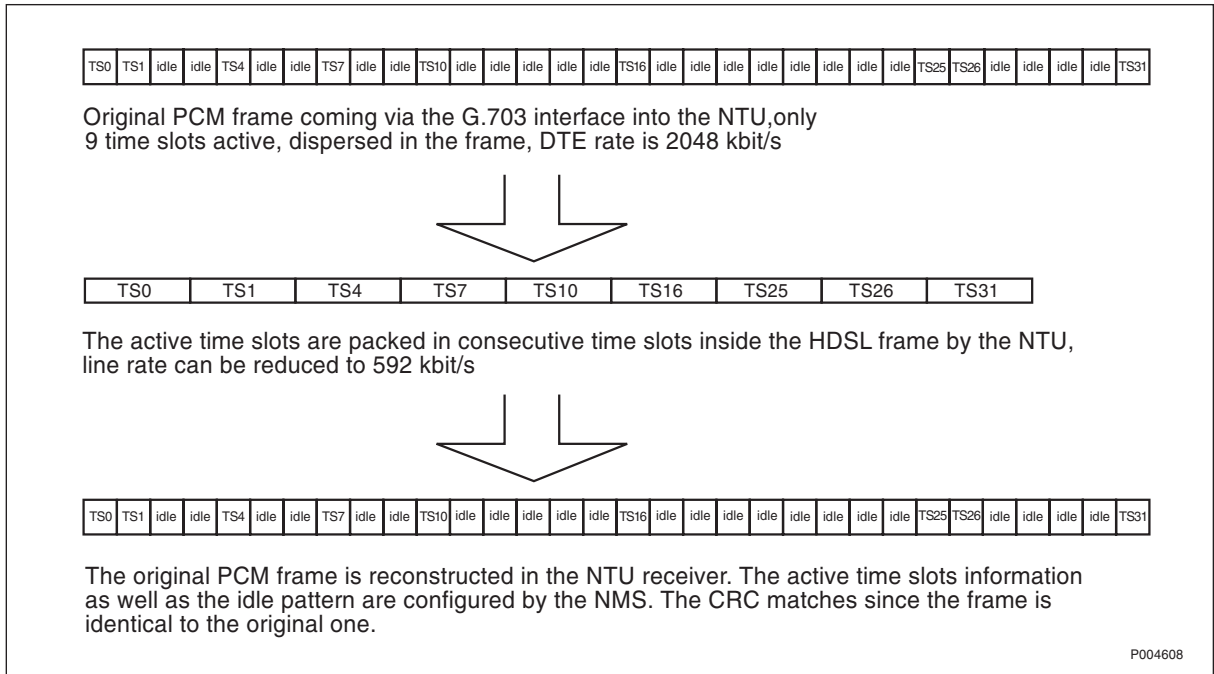 TS0 TS1 idle idle TS4 idle idle TS7 idle idle TS10 idle idle idle idle idle TS16 idle idle idle idle idle idle idle idle TS25 TS26 idle idle idle idle TS31
Original PCM frame coming via the G.703 interface into the NTU,only
9 time slots active, dispersed in the frame, DTE rate is 2048 kbit/s
TS0 TS1 TS4 TS7 TS10 TS16 TS25 TS26 TS31
The active time slots are packed in consecutive time slots inside the HDSL frame by the NTU,
line rate can be reduced to 592 kbit/s
TS0 TS1 idle idle TS4 idle idle TS7 idle idle TS10 idle idle idle idle idle TS16 idle idle idle idle idle idle idle idle TS25 TS26 idle idle idle idle TS31
The original PCM frame is reconstructed in the NTU receiver. The active time slots information
as well as the idle pattern are configured by the NMS. The CRC matches since the frame is
identical to the original one.
P004608